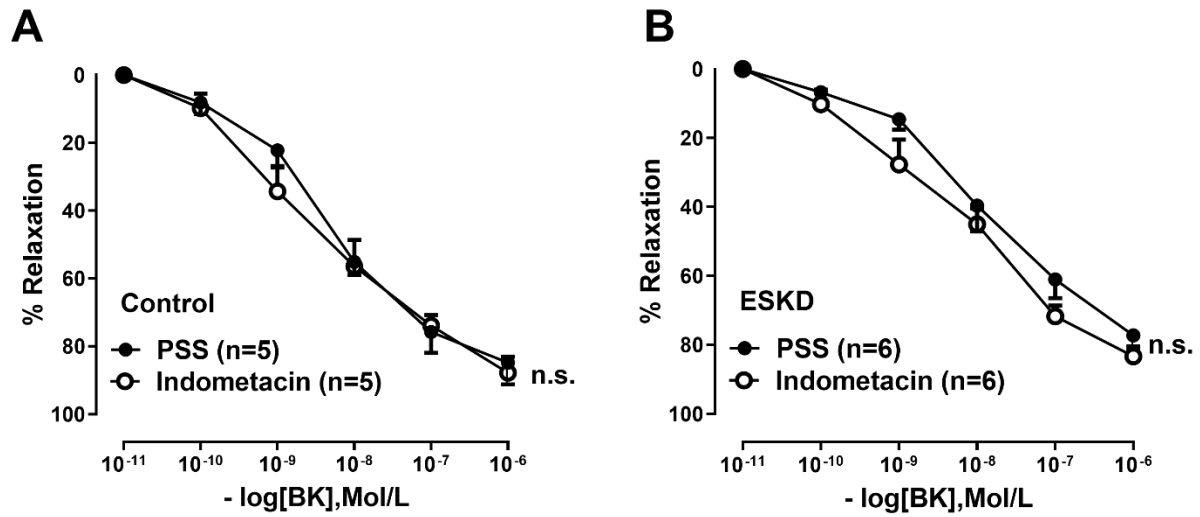 A
0
20
40
60
80
100
% Relaxation
Control
PSS (n=5)
Indometacin (n=5)
n.s.
10⁻¹¹ 10⁻¹⁰ 10⁻⁹ 10⁻⁸ 10⁻⁷ 10⁻⁶
- log[BK],Mol/L
B
0
20
40
60
80
100
% Relaxation
ESKD
PSS (n=6)
Indometacin (n=6)
n.s.
10⁻¹¹ 10⁻¹⁰ 10⁻⁹ 10⁻⁸ 10⁻⁷ 10⁻⁶
- log[BK],Mol/L